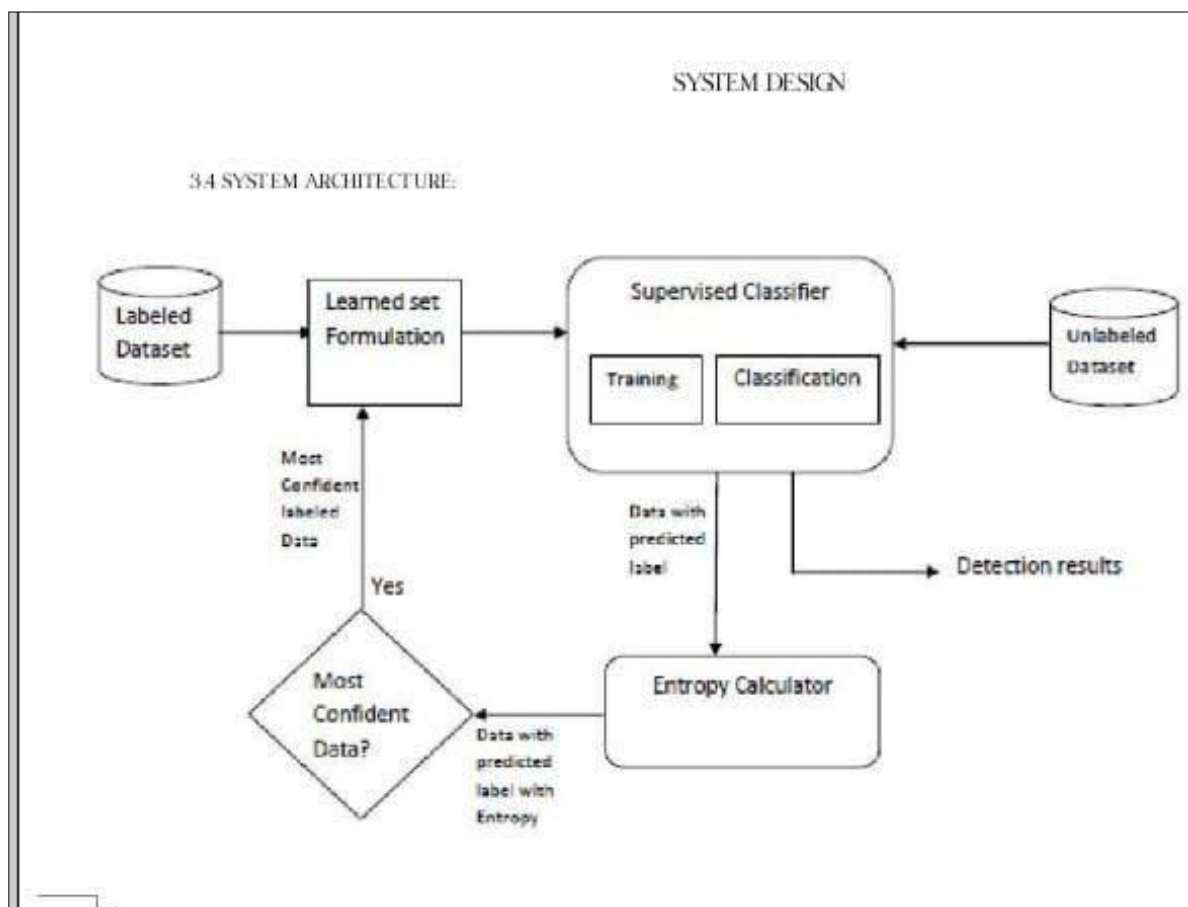 SYSTEM DESIGN
3.4 SYSTEM ARCHITECTURE:
Labeled
Dataset
Learned set
Formulation
Supervised Classifier
Training
Classification
Unlabeled
Dataset
Most
Confident
labeled
Data
Yes
Data with
predicted
label
Detection results
Most
Confident
Data?
Data with
predicted
label with
Entropy
Entropy Calculator